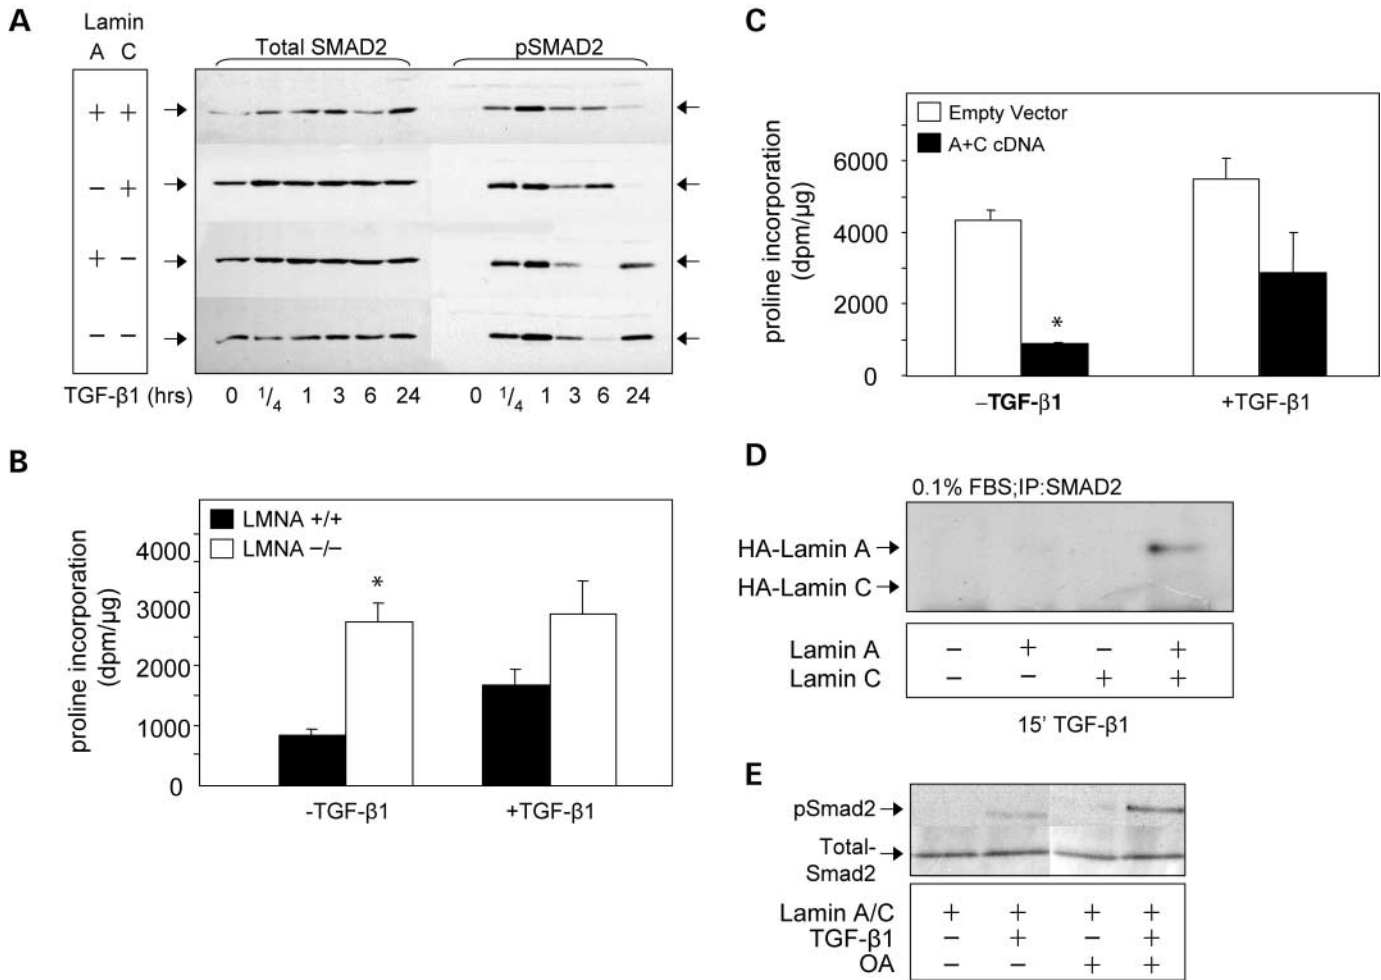 A
Lamin
A C
Total SMAD2
pSMAD2
+ +
− +
+ −
− −
TGF-β1 (hrs) 0 1/4 1 3 6 24 0 1/4 1 3 6 24
B
LMNA +/+
LMNA −/−
proline incorporation
(dpm/μg)
4000
3000
2000
1000
0
*
-TGF-β1
+TGF-β1
C
Empty Vector
A+C cDNA
proline incorporation
(dpm/μg)
6000
4000
2000
0
*
−TGF-β1
+TGF-β1
D
0.1% FBS;IP:SMAD2
HA-Lamin A
HA-Lamin C
Lamin A − + − +
Lamin C − − + +
15' TGF-β1
E
pSmad2
Total-
Smad2
Lamin A/C + + + +
TGF-β1 − + − +
OA − − + +